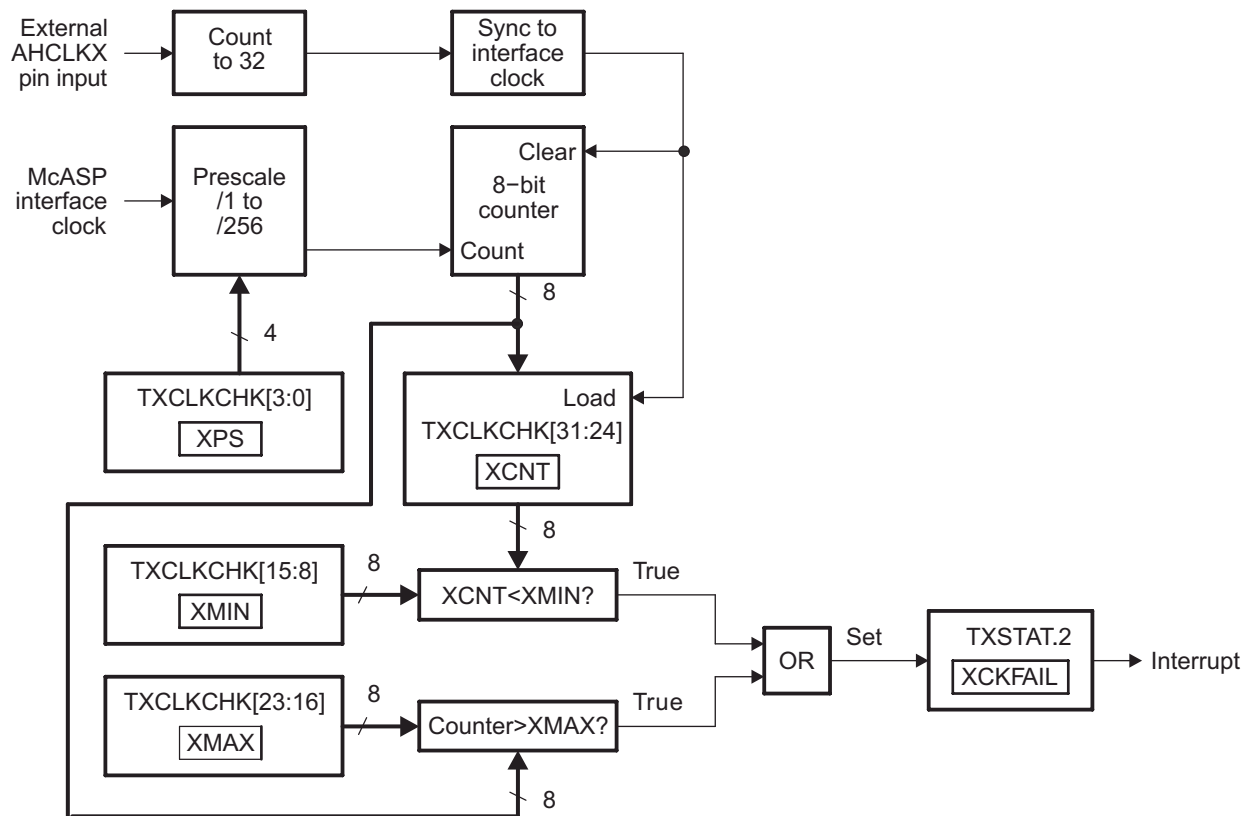 External
AHCLKX
pin input
Count
to 32
Sync to
interface
clock
McASP
interface
clock
Prescale
/1 to
/256
Clear
8−bit
counter
Count
8
4
TXCLKCHK[3:0]
XPS
Load
TXCLKCHK[31:24]
XCNT
8
TXCLKCHK[15:8]
XMIN
8
XCNT<XMIN?
True
TXCLKCHK[23:16]
XMAX
8
Counter>XMAX?
True
8
OR
Set
TXSTAT.2
XCKFAIL
Interrupt